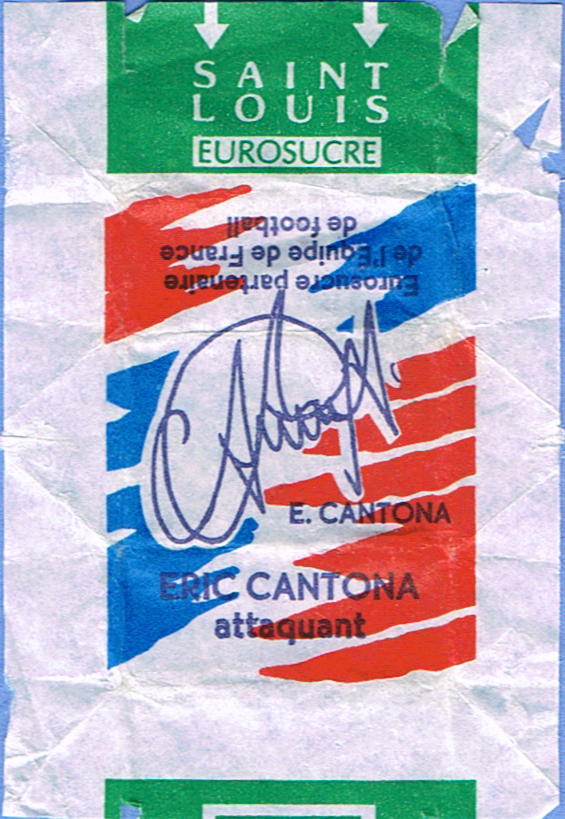 SAINT
LOUIS
EUROSUCRE
Eurosucre partenaire
de l'Equipe de France
de football
E. CANTONA
ERIC CANTONA
attaquant